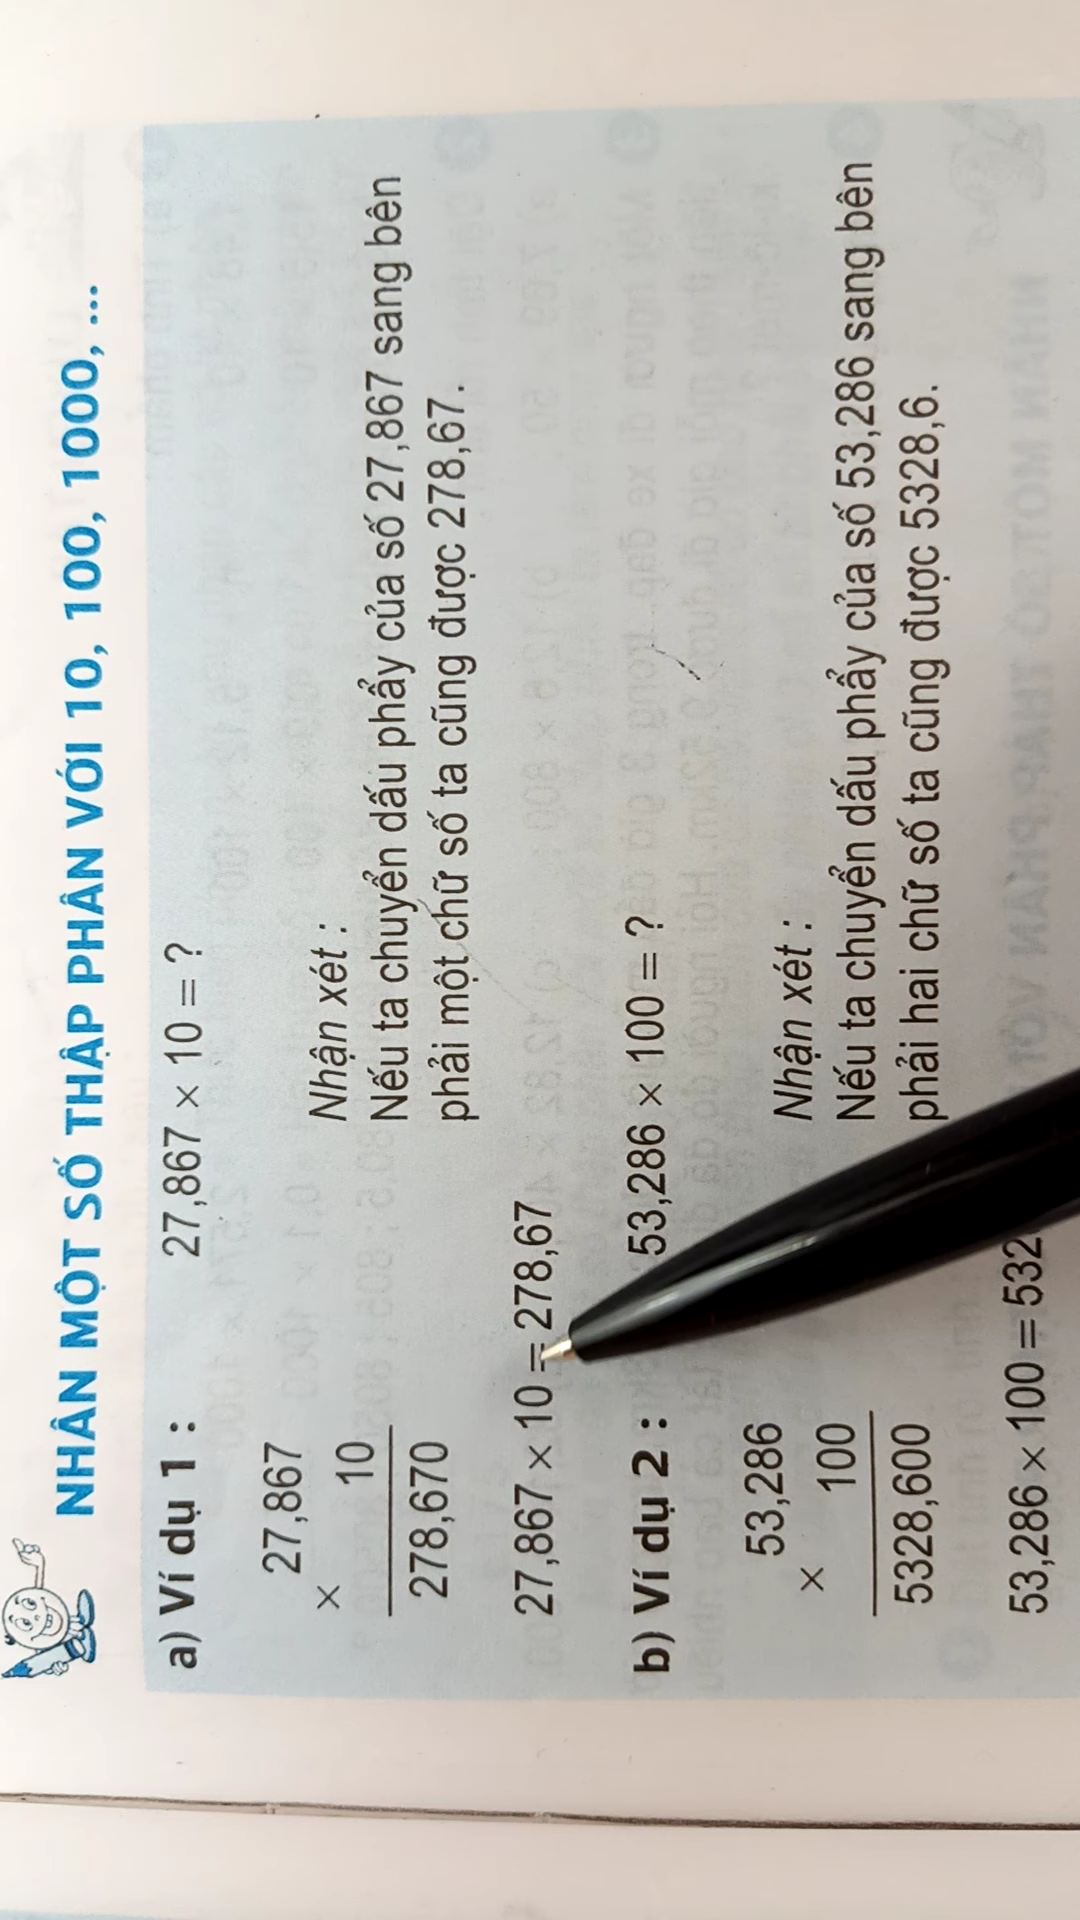 NHÂN MỘT SỐ THẬP PHÂN VỚI 10, 100, 1000, ...
a) Ví dụ 1 : 27,867 × 10 = ?
27,867
×
10
278,670
Nhận xét :
Nếu ta chuyển dấu phẩy của số 27,867 sang bên
phải một chữ số ta cũng được 278,67.
27,867 × 10 = 278,67
b) Ví dụ 2 : 53,286 × 100 = ?
53,286
×
100
5328,600
Nhận xét :
Nếu ta chuyển dấu phẩy của số 53,286 sang bên
phải hai chữ số ta cũng được 5328,6.
53,286 × 100 = 532